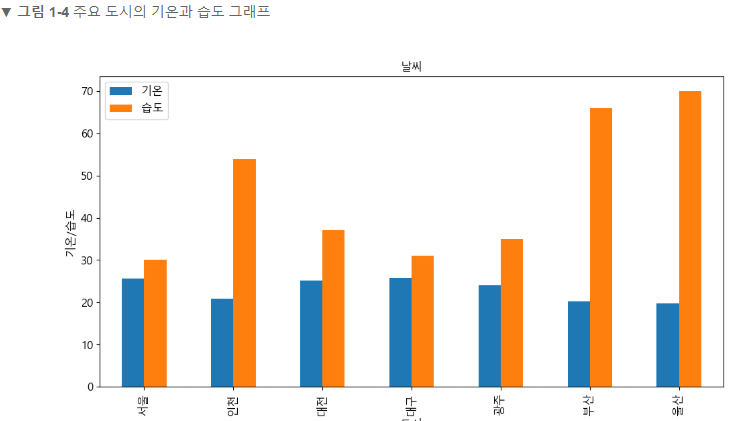 ▼ 그림 1-4 주요 도시의 기온과 습도 그래프
날씨
기온
습도
70
60
50
40
30
20
10
0
기온/습도
서울
인천
대전
대구
광주
부산
울산